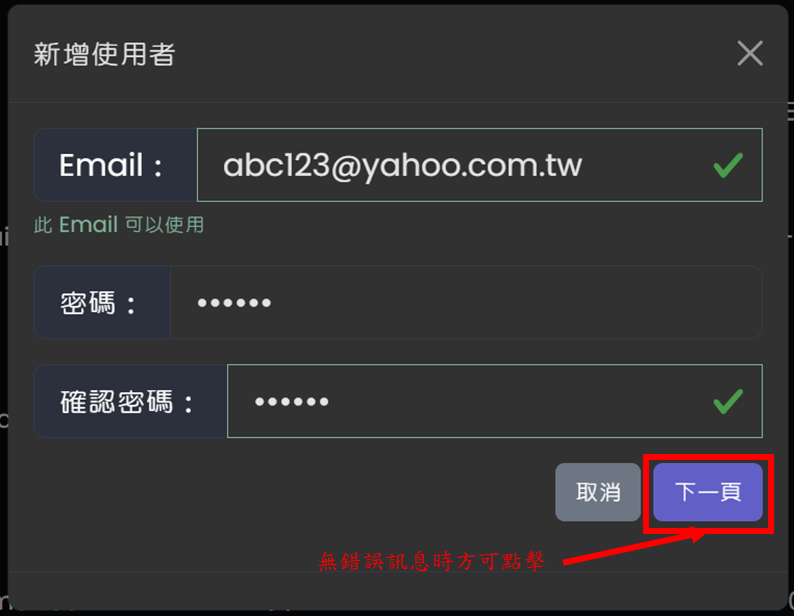 新增使用者
Email：
abc123@yahoo.com.tw
此 Email 可以使用
密碼：
••••••
確認密碼：
••••••
取消
下一頁
無錯誤訊息時方可點擊